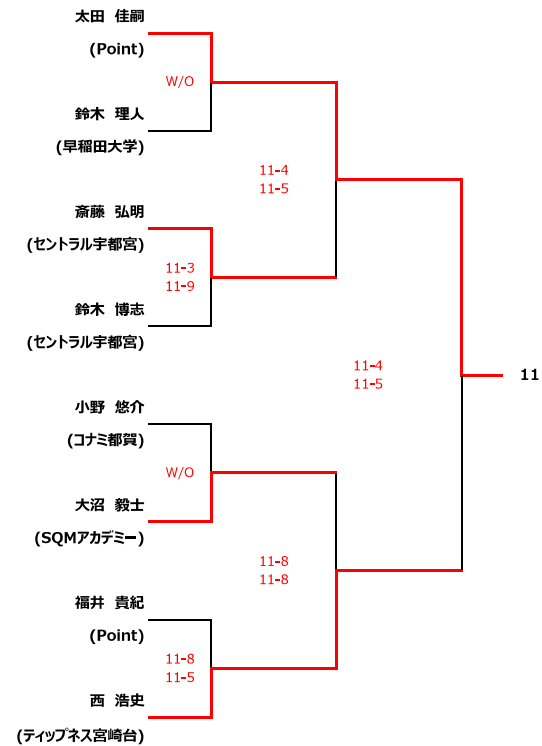 太田 佳嗣
(Point)
W/O
鈴木 理人
(早稲田大学)
11-4
11-5
斎藤 弘明
(セントラル宇都宮)
11-3
11-9
鈴木 博志
(セントラル宇都宮)
11-4
11-5
11
小野 悠介
(コナミ都賀)
W/O
大沼 毅士
(SQMアカデミー)
11-8
11-8
福井 貴紀
(Point)
11-8
11-5
西 浩史
(ティップネス宮崎台)